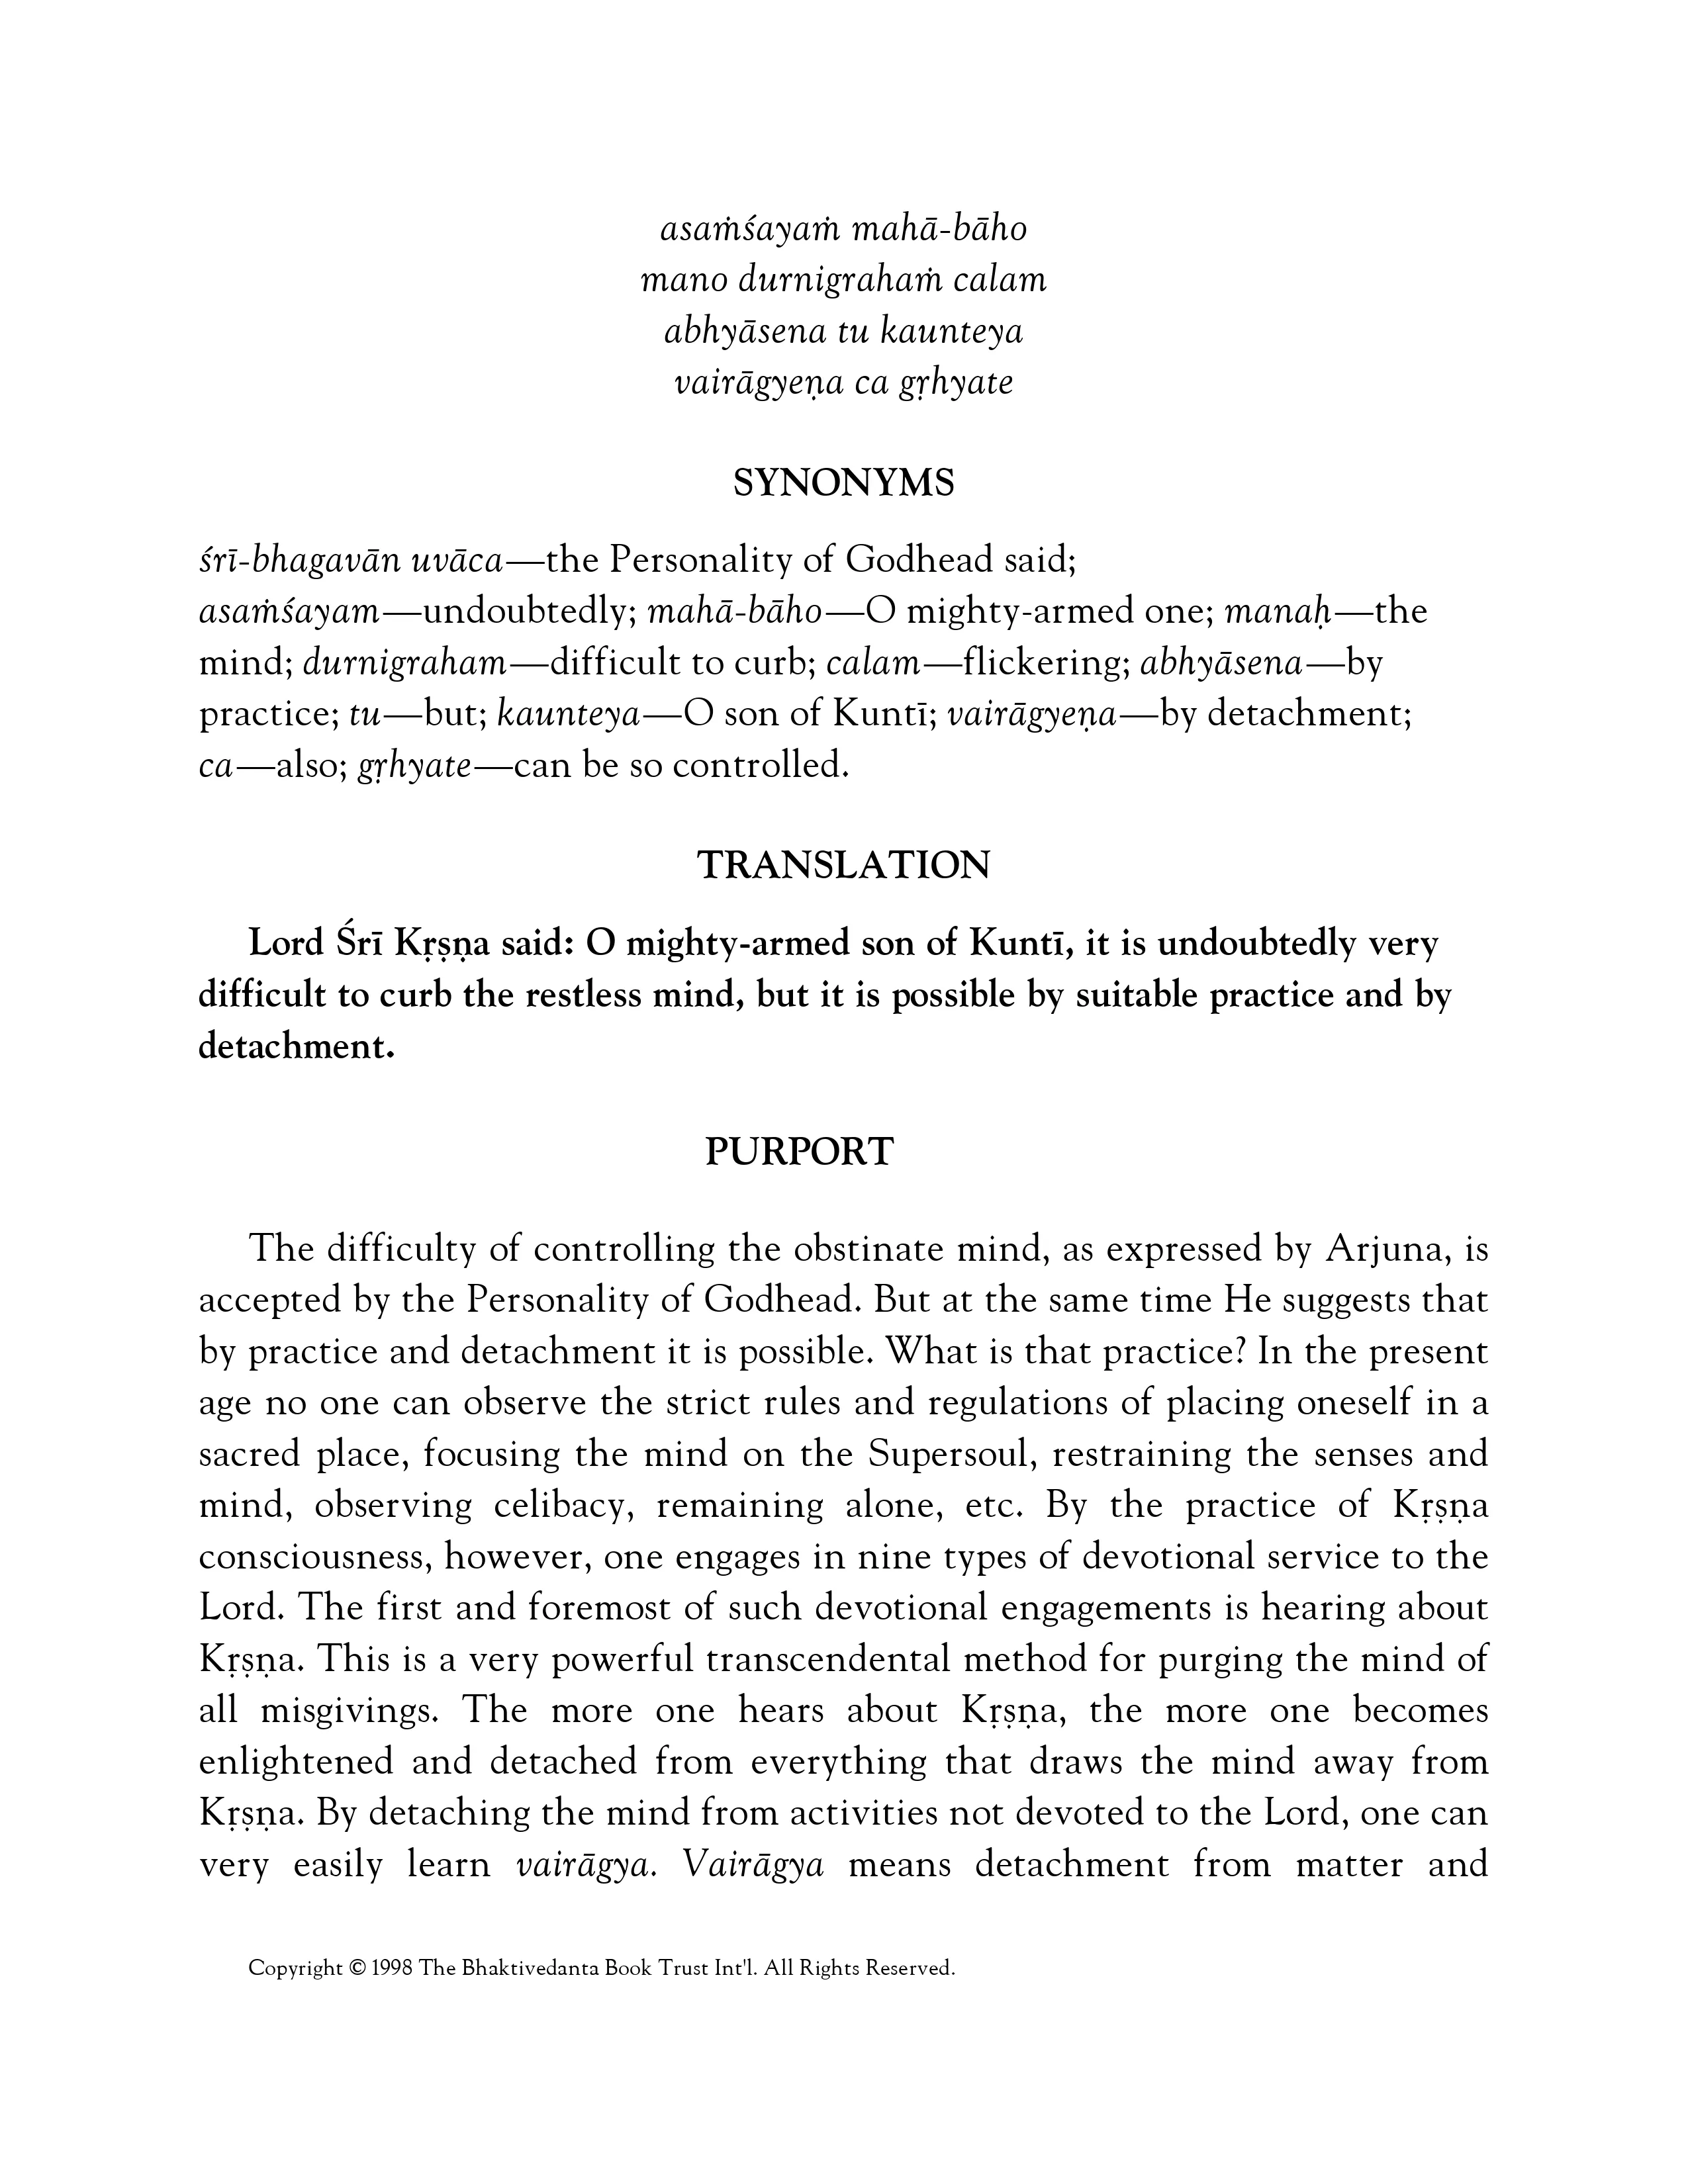 asaṁśayaṁ mahā-bāho
mano durnigrahaṁ calam
abhyāsena tu kaunteya
vairāgyeṇa ca gṛhyate
SYNONYMS
śrī-bhagavān uvāca—the Personality of Godhead said;
asaṁśayam—undoubtedly; mahā-bāho—O mighty-armed one; manaḥ—the
mind; durnigraham—difficult to curb; calam—flickering; abhyāsena—by
practice; tu—but; kaunteya—O son of Kuntī; vairāgyeṇa—by detachment;
ca—also; gṛhyate—can be so controlled.
TRANSLATION
Lord Śrī Kṛṣṇa said: O mighty-armed son of Kuntī, it is undoubtedly very
difficult to curb the restless mind, but it is possible by suitable practice and by
detachment.
PURPORT
The difficulty of controlling the obstinate mind, as expressed by Arjuna, is
accepted by the Personality of Godhead. But at the same time He suggests that
by practice and detachment it is possible. What is that practice? In the present
age no one can observe the strict rules and regulations of placing oneself in a
sacred place, focusing the mind on the Supersoul, restraining the senses and
mind, observing celibacy, remaining alone, etc. By the practice of Kṛṣṇa
consciousness, however, one engages in nine types of devotional service to the
Lord. The first and foremost of such devotional engagements is hearing about
Kṛṣṇa. This is a very powerful transcendental method for purging the mind of
all misgivings. The more one hears about Kṛṣṇa, the more one becomes
enlightened and detached from everything that draws the mind away from
Kṛṣṇa. By detaching the mind from activities not devoted to the Lord, one can
very easily learn vairāgya. Vairāgya means detachment from matter and
Copyright © 1998 The Bhaktivedanta Book Trust Int'l. All Rights Reserved.